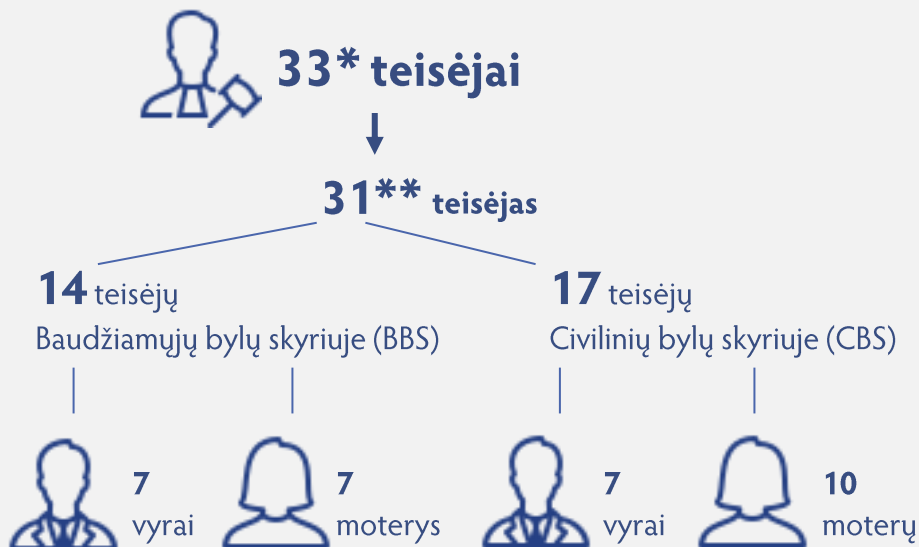 33* teisėjai
31** teisėjas
14 teisėjų
Baudžiamųjų bylų skyriuje (BBS)
17 teisėjų
Civilinių bylų skyriuje (CBS)
7
vyrai
7
moterys
7
vyrai
10
moterų